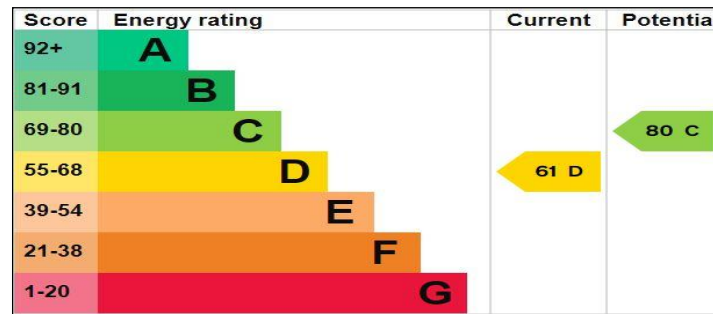 Score Energy rating Current Potentia
92+ A
81-91 B
69-80 C 80 C
55-68 D 61 D
39-54 E
21-38 F
1-20 G